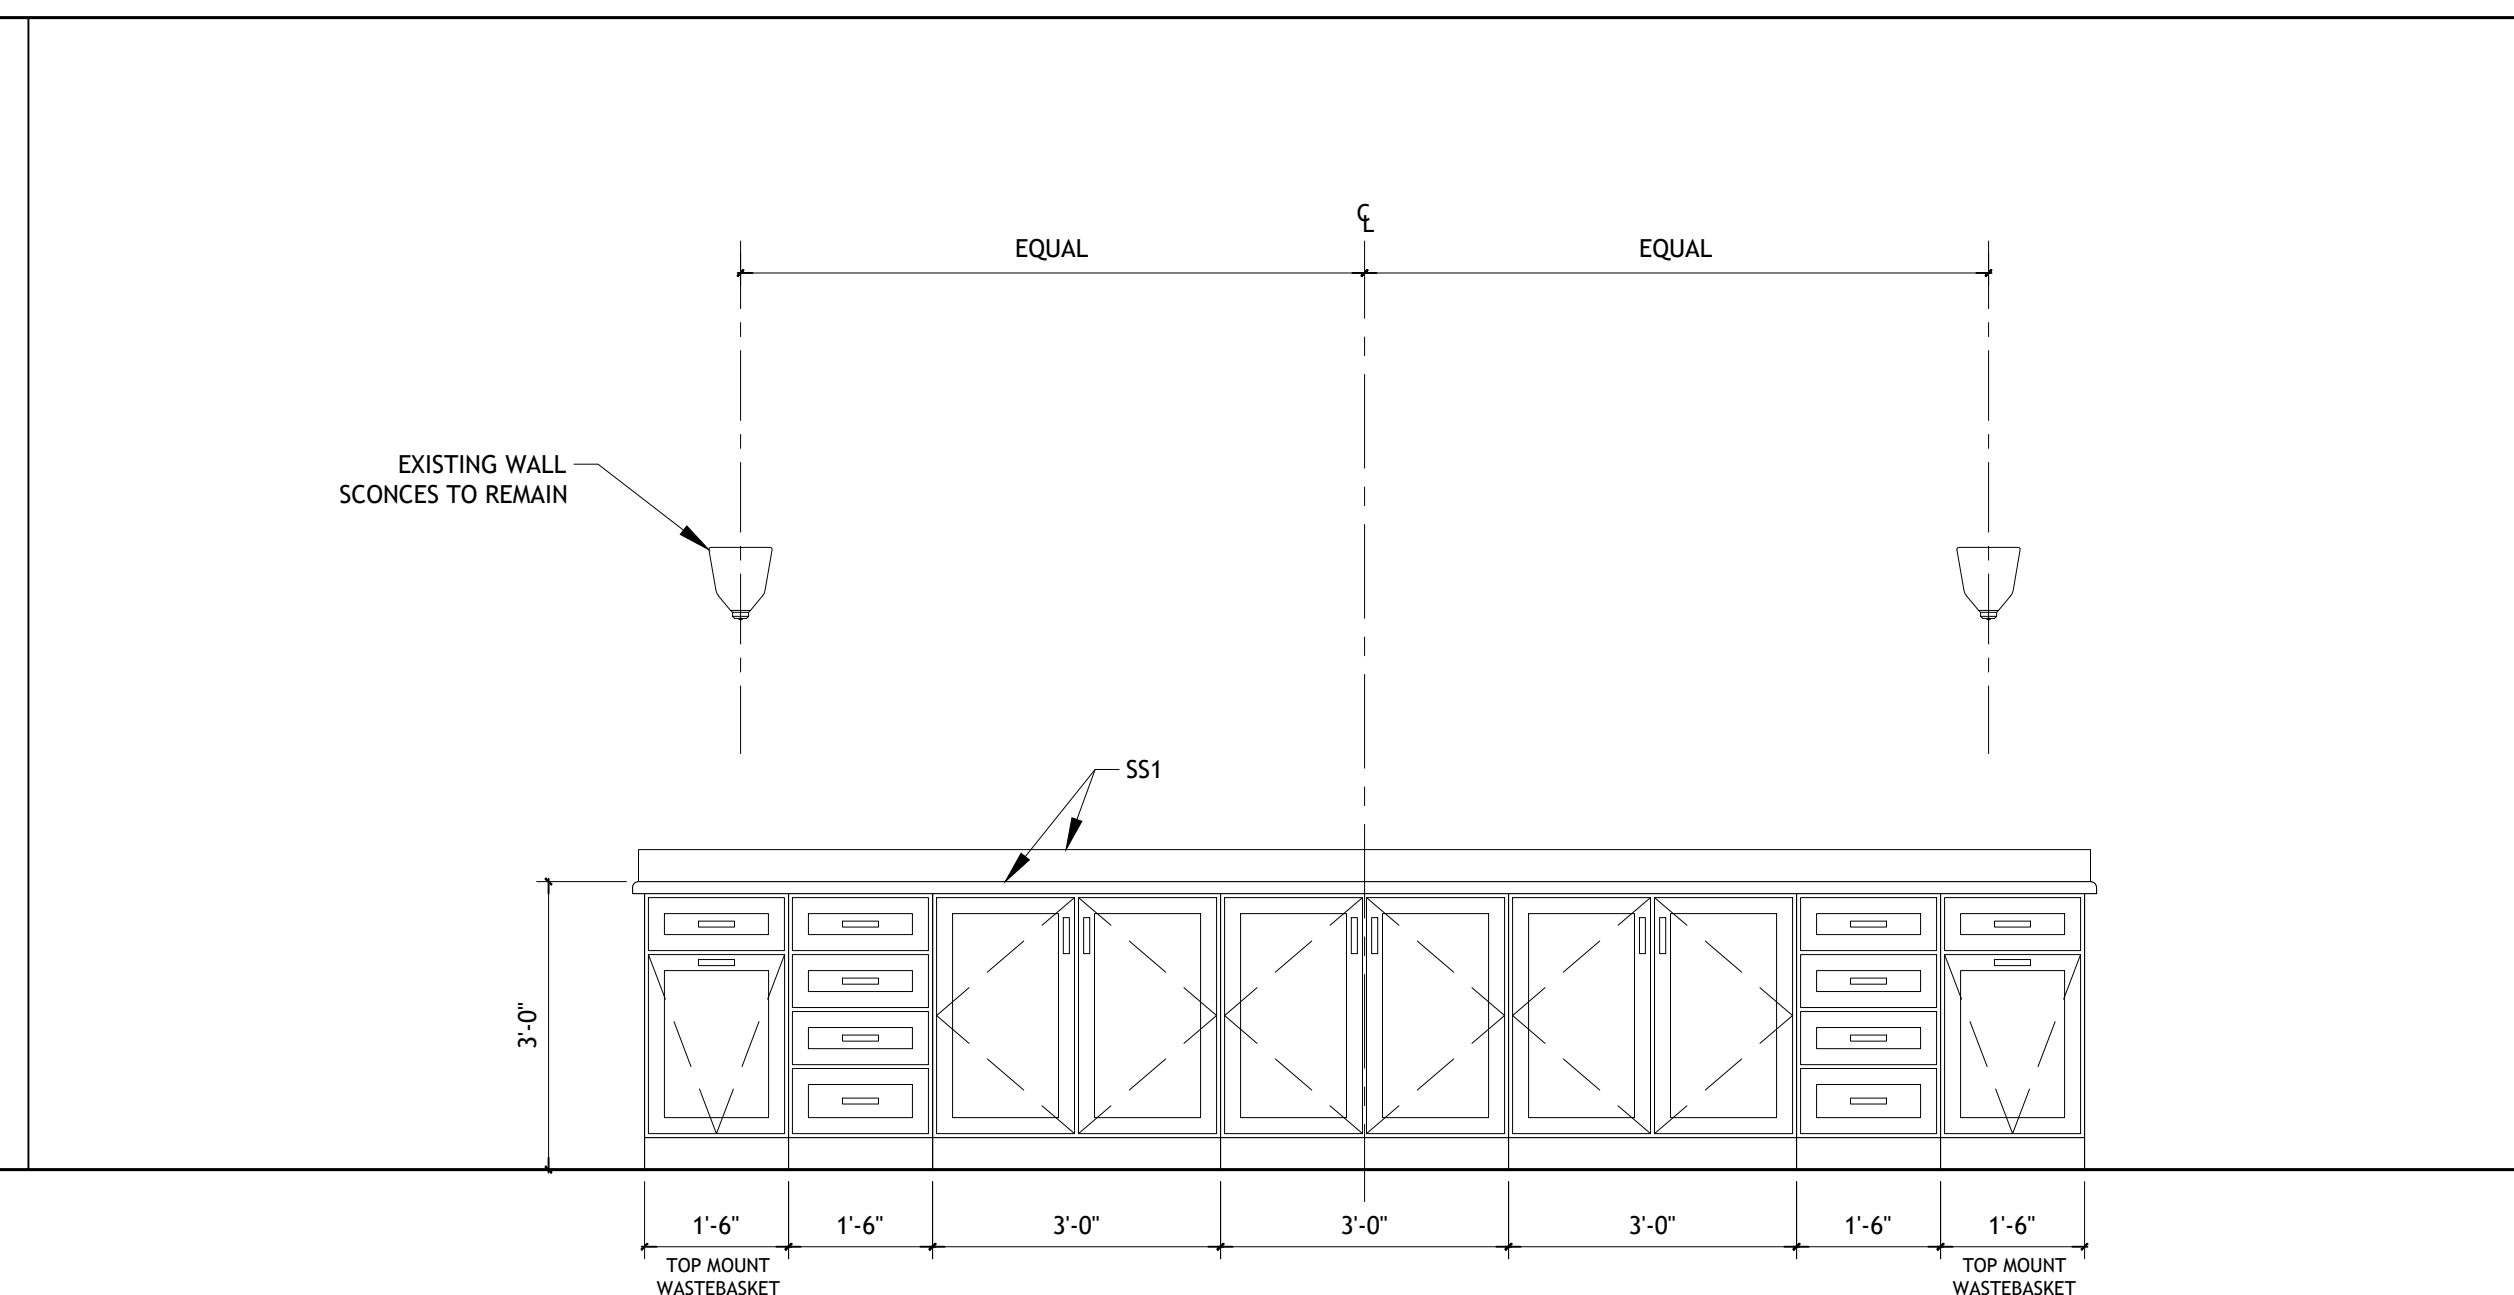 ℄
EQUAL
EQUAL
EXISTING WALL
SCONCES TO REMAIN
SS1
3'-0"
1'-6"
1'-6"
3'-0"
3'-0"
3'-0"
1'-6"
1'-6"
TOP MOUNT
WASTEBASKET
TOP MOUNT
WASTEBASKET